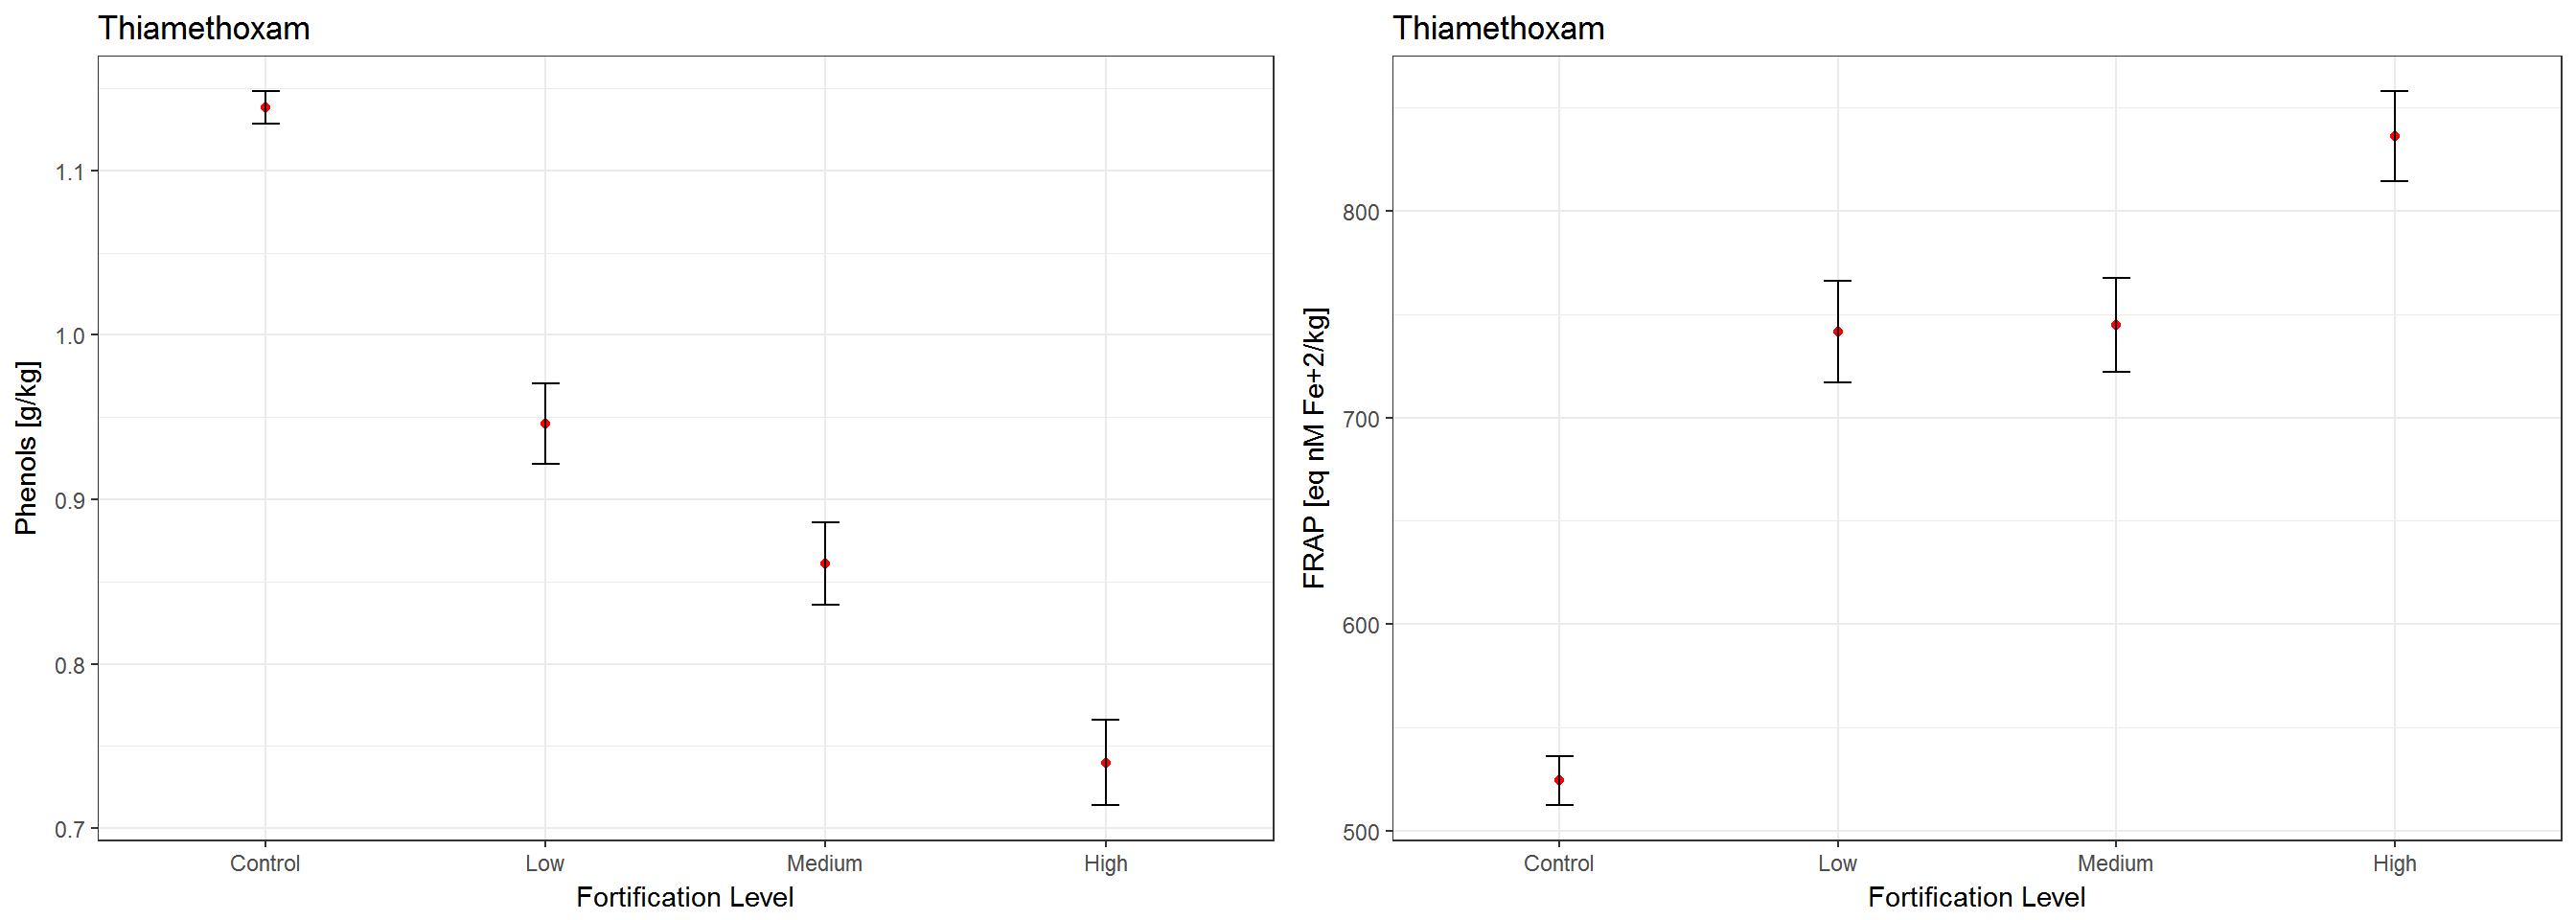 Thiamethoxam
Phenols [g/kg]
1.1
1.0
0.9
0.8
0.7
Control Low Medium High
Fortification Level
Thiamethoxam
FRAP [eq nM Fe+2/kg]
800
700
600
500
Control Low Medium High
Fortification Level